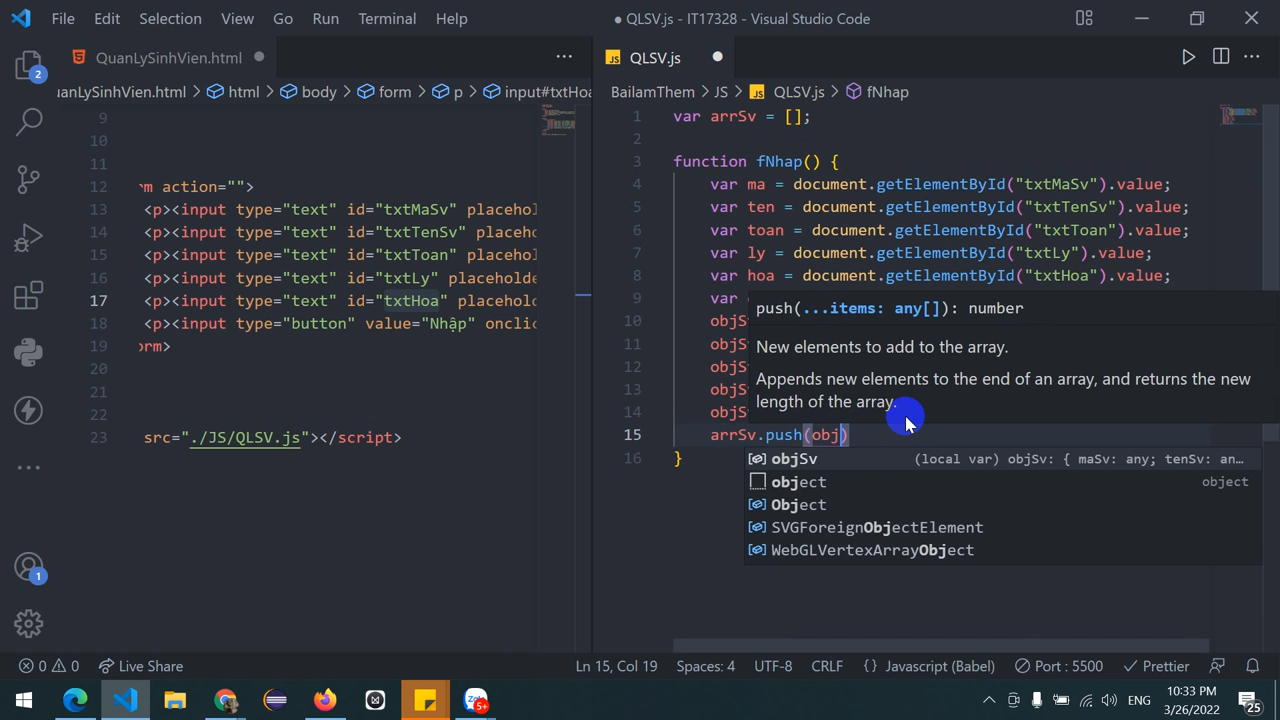 File Edit Selection View Go Run Terminal Help
● QLSV.js - IT17328 - Visual Studio Code
QuanLySinhVien.html
QLSV.js
uanLySinhVien.html > html > body > form > p > input#txtHoa
BailamThem > JS > QLSV.js > fNhap
9
10
11
12 rm action="">
13 <p><input type="text" id="txtMaSv" placehol
14 <p><input type="text" id="txtTenSv" placeho
15 <p><input type="text" id="txtToan" placehol
16 <p><input type="text" id="txtLy" placeholde
17 <p><input type="text" id="txtHoa" placehold
18 <p><input type="button" value="Nhập" onclic
19 orm>
20
21
22
23 src="./JS/QLSV.js"></script>
1 var arrSv = [];
2
3 function fNhap() {
4 var ma = document.getElementById("txtMaSv").value;
5 var ten = document.getElementById("txtTenSv").value;
6 var toan = document.getElementById("txtToan").value;
7 var ly = document.getElementById("txtLy").value;
8 var hoa = document.getElementById("txtHoa").value;
9 var
10 objS
11 objS
12 objS
13 objS
14 objS
15 arrSv.push(obj)
16 }
push(...items: any[]): number
New elements to add to the array.
Appends new elements to the end of an array, and returns the new
length of the array.
objSv (local var) objSv: { maSv: any; tenSv: an…
object object
Object
SVGForeignObjectElement
WebGLVertexArrayObject
2
1
0 0 Live Share
Ln 15, Col 19 Spaces: 4 UTF-8 CRLF {} Javascript (Babel) Port : 5500 Prettier
Zalo 5+
ENG
10:33 PM
3/26/2022
25